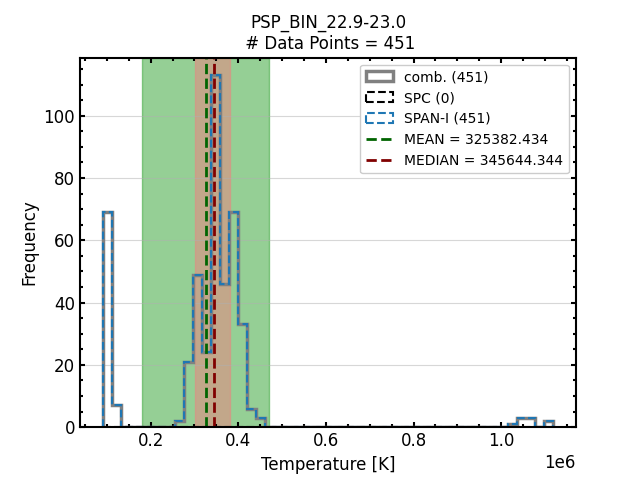 PSP_BIN_22.9-23.0
# Data Points = 451
comb. (451)
SPC (0)
SPAN-I (451)
MEAN = 325382.434
MEDIAN = 345644.344
Frequency
100
80
60
40
20
0
0.2 0.4 0.6 0.8 1.0
1e6
Temperature [K]